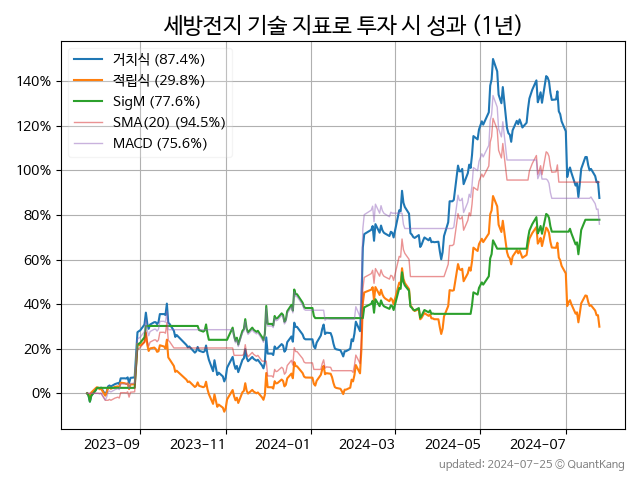 세방전지 기술 지표로 투자 시 성과 (1년)
거치식 (87.4%)
적립식 (29.8%)
SigM (77.6%)
SMA(20) (94.5%)
MACD (75.6%)
140%
120%
100%
80%
60%
40%
20%
0%
2023-09 2023-11 2024-01 2024-03 2024-05 2024-07
updated: 2024-07-25 © QuantKang